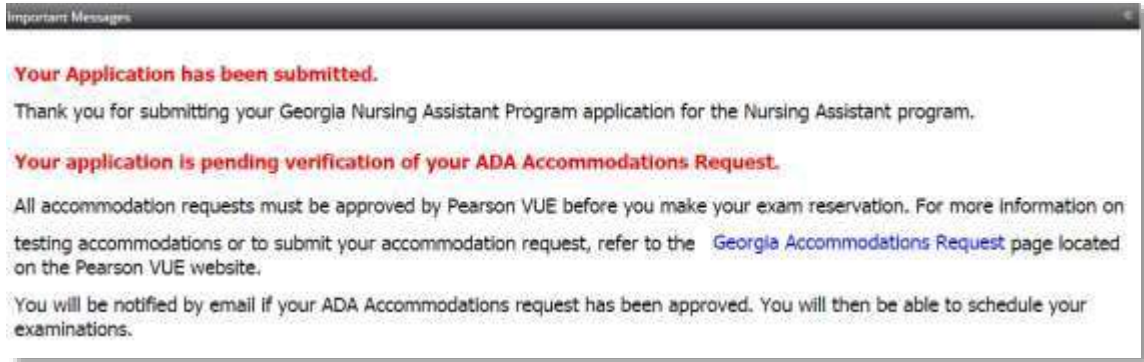 Important Messages
Your Application has been submitted.
Thank you for submitting your Georgia Nursing Assistant Program application for the Nursing Assistant program.
Your application is pending verification of your ADA Accommodations Request.
All accommodation requests must be approved by Pearson VUE before you make your exam reservation. For more information on
testing accommodations or to submit your accommodation request, refer to the Georgia Accommodations Request page located
on the Pearson VUE website.
You will be notified by email if your ADA Accommodations request has been approved. You will then be able to schedule your
examinations.